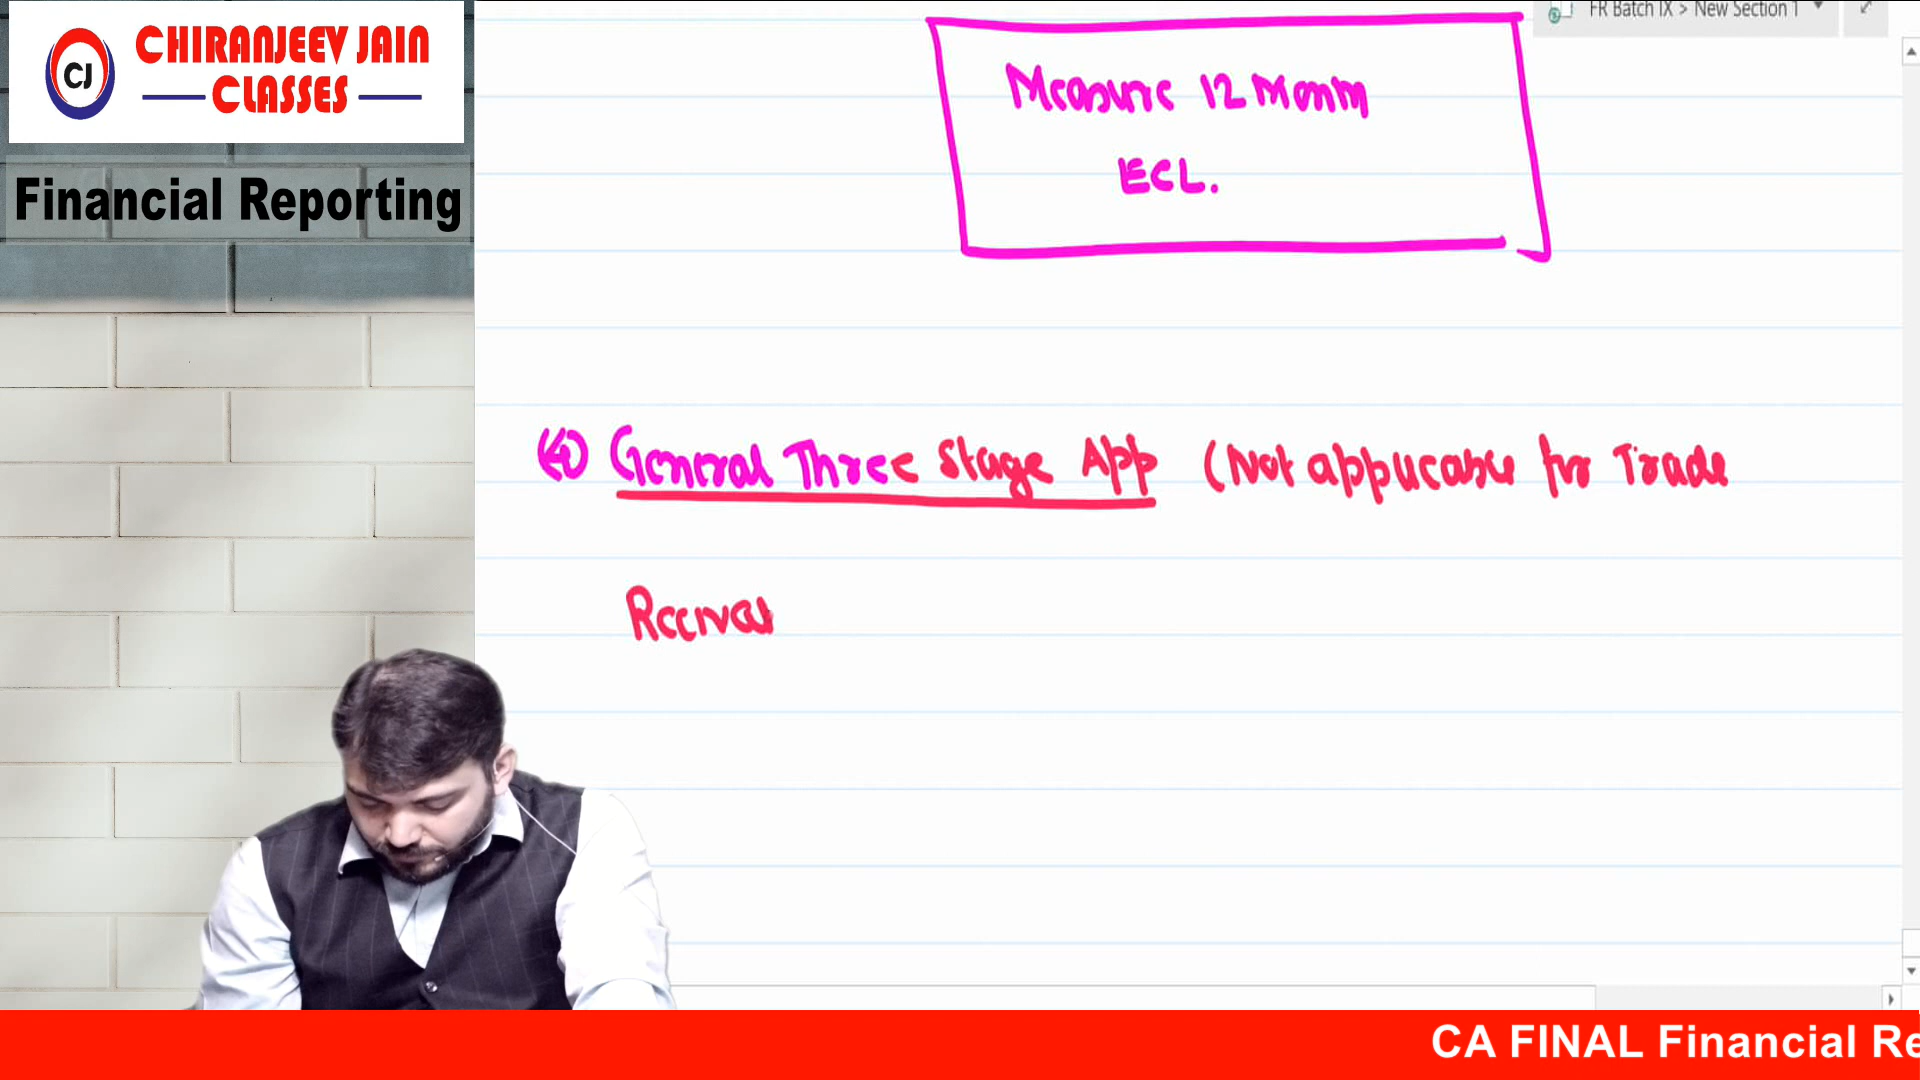 CHIRANJEEV JAIN
CLASSES
CJ
Financial Reporting
FR Batch IX > New Section 1
Measure 12 Month
ECL.
(4) General Three Stage App (Not applicable for Trade
Receivab
CA FINAL Financial Re